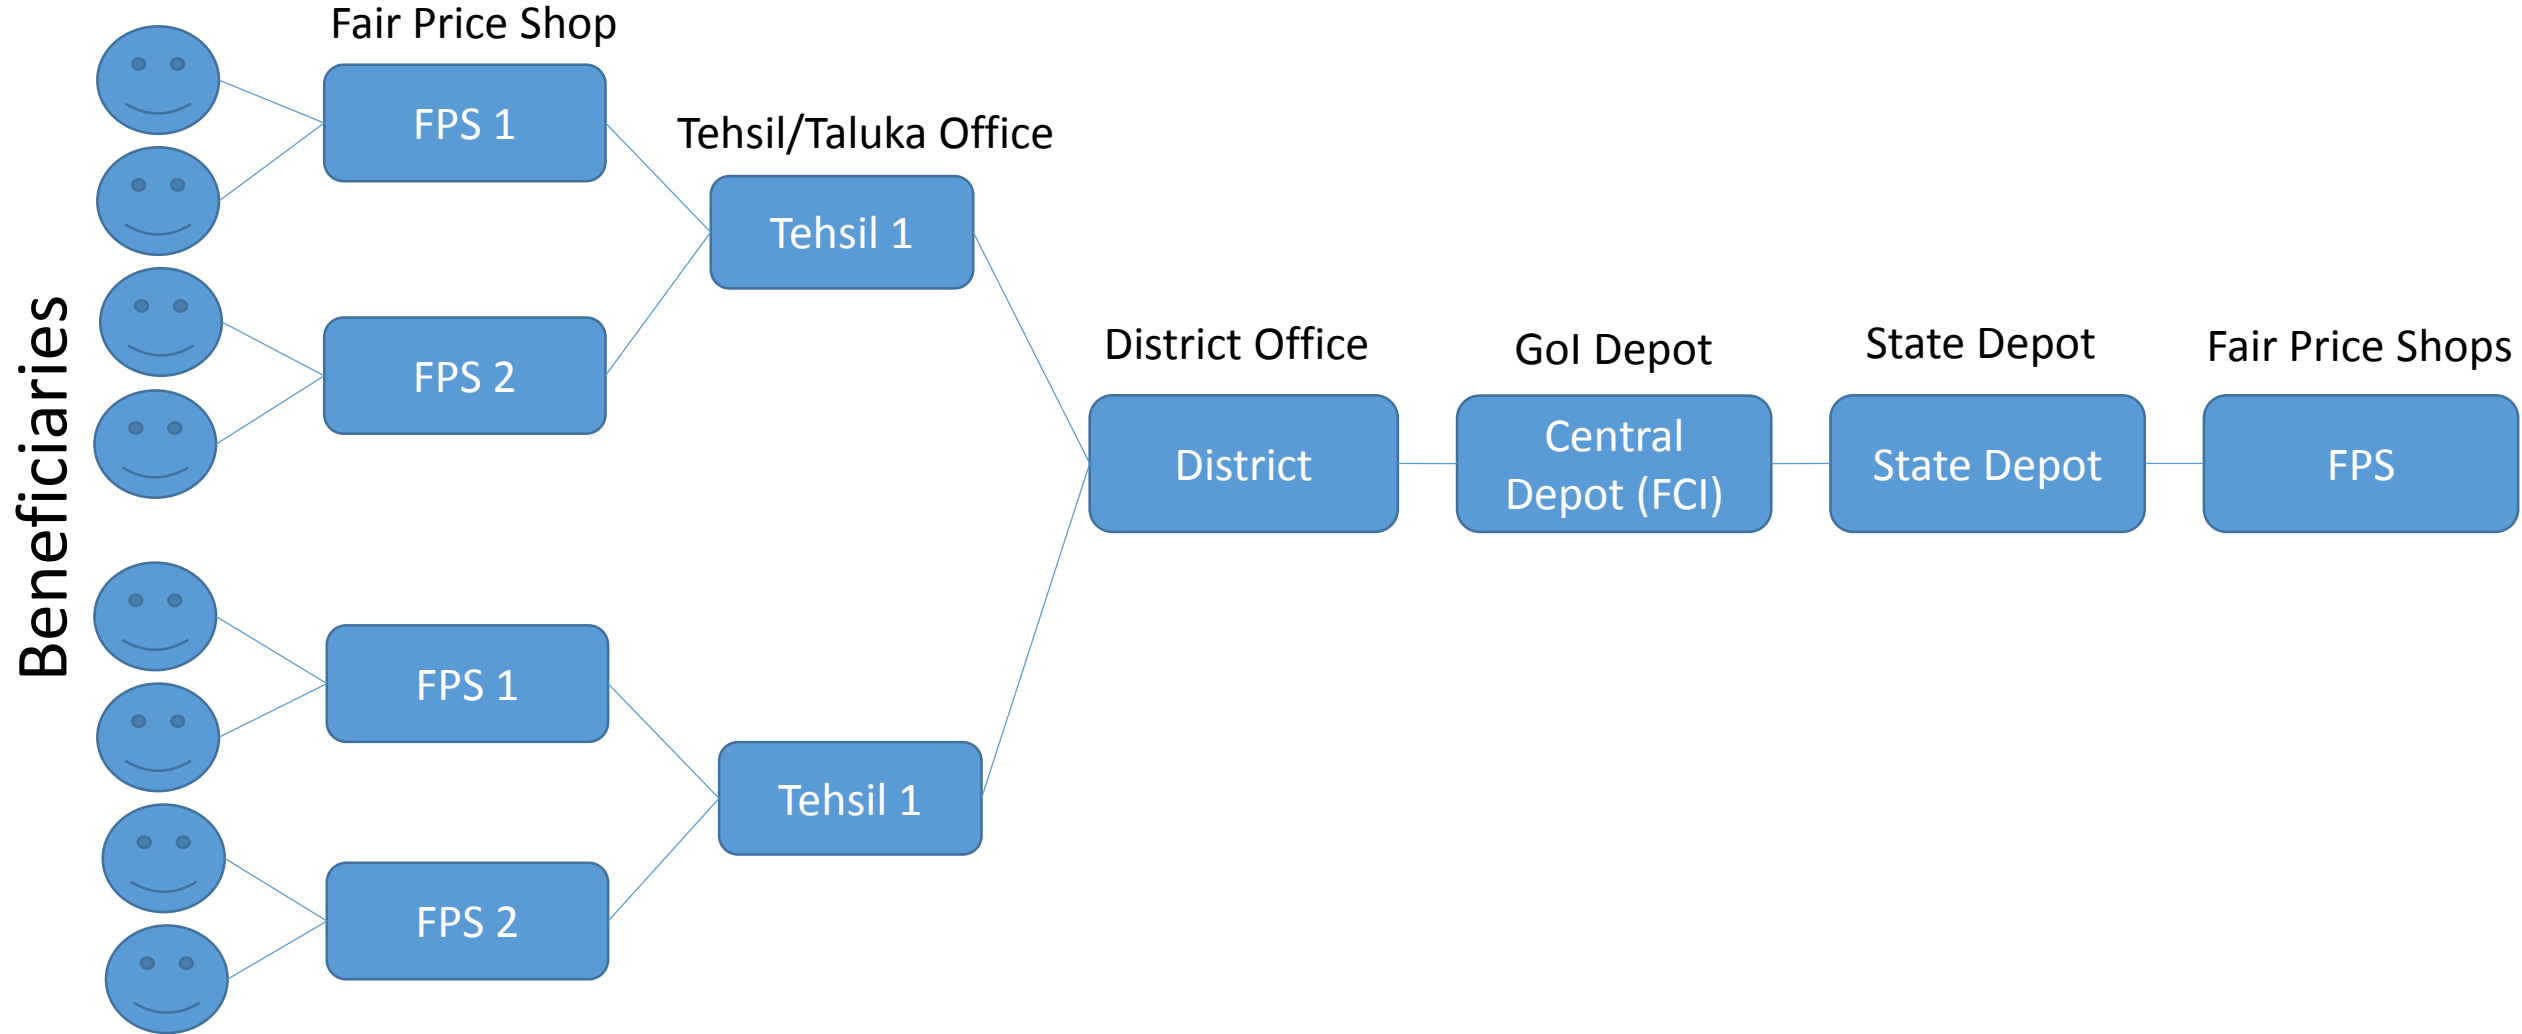 Beneficiaries
Fair Price Shop
FPS 1
FPS 2
FPS 1
FPS 2
Tehsil/Taluka Office
Tehsil 1
Tehsil 1
District Office
District
GoI Depot
Central
Depot (FCI)
State Depot
State Depot
Fair Price Shops
FPS